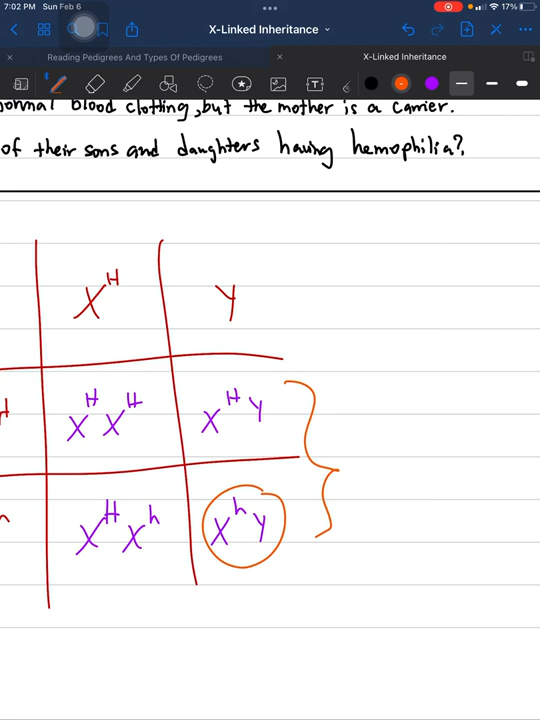 7:02 PM Sun Feb 6 17%
X-Linked Inheritance
Reading Pedigrees And Types Of Pedigrees X-Linked Inheritance
blood clotting, but the mother is a carrier.
of their sons and daughters having hemophilia?
X^H Y
H X^H X^H X^H Y
h X^H X^h X^h Y